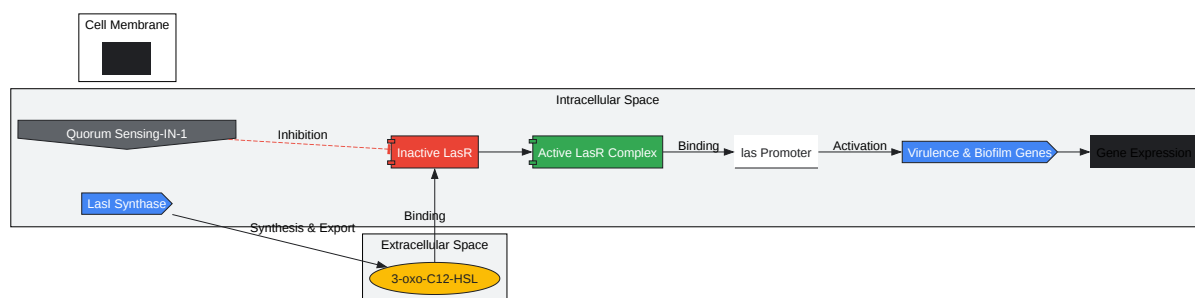 Cell Membrane
Intracellular Space
Quorum Sensing-IN-1
Inhibition
Inactive LasR
Active LasR Complex
Binding
las Promoter
Activation
Virulence & Biofilm Genes
Gene Expression
LasI Synthase
Synthesis & Export
Binding
Extracellular Space
3-oxo-C12-HSL